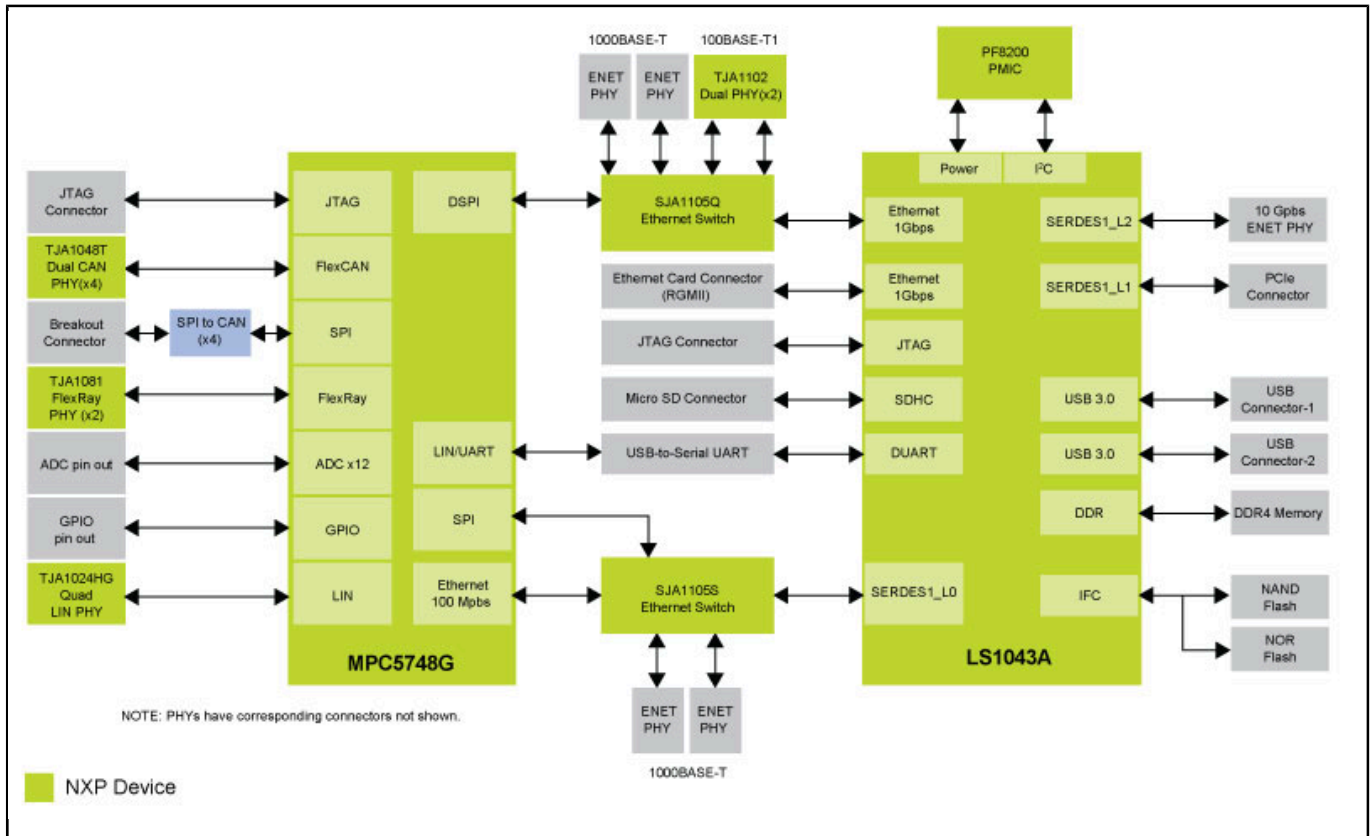 1000BASE-T
100BASE-T1
ENET
PHY
ENET
PHY
TJA1102
Dual PHY(x2)
PF8200
PMIC
JTAG
Connector
TJA1048T
Dual CAN
PHY(x4)
Breakout
Connector
SPI to CAN
(x4)
TJA1081
FlexRay
PHY (x2)
ADC pin out
GPIO
pin out
TJA1024HG
Quad
LIN PHY
JTAG
FlexCAN
SPI
FlexRay
ADC x12
GPIO
LIN
DSPI
LIN/UART
SPI
Ethernet
100 Mpbs
MPC5748G
SJA1105Q
Ethernet Switch
Ethernet Card Connector
(RGMII)
JTAG Connector
Micro SD Connector
USB-to-Serial UART
SJA1105S
Ethernet Switch
ENET
PHY
ENET
PHY
1000BASE-T
Power
I²C
Ethernet
1Gbps
Ethernet
1Gbps
JTAG
SDHC
DUART
SERDES1_L0
SERDES1_L2
SERDES1_L1
USB 3.0
USB 3.0
DDR
IFC
LS1043A
10 Gpbs
ENET PHY
PCIe
Connector
USB
Connector-1
USB
Connector-2
DDR4 Memory
NAND
Flash
NOR
Flash
NOTE: PHYs have corresponding connectors not shown.
NXP Device